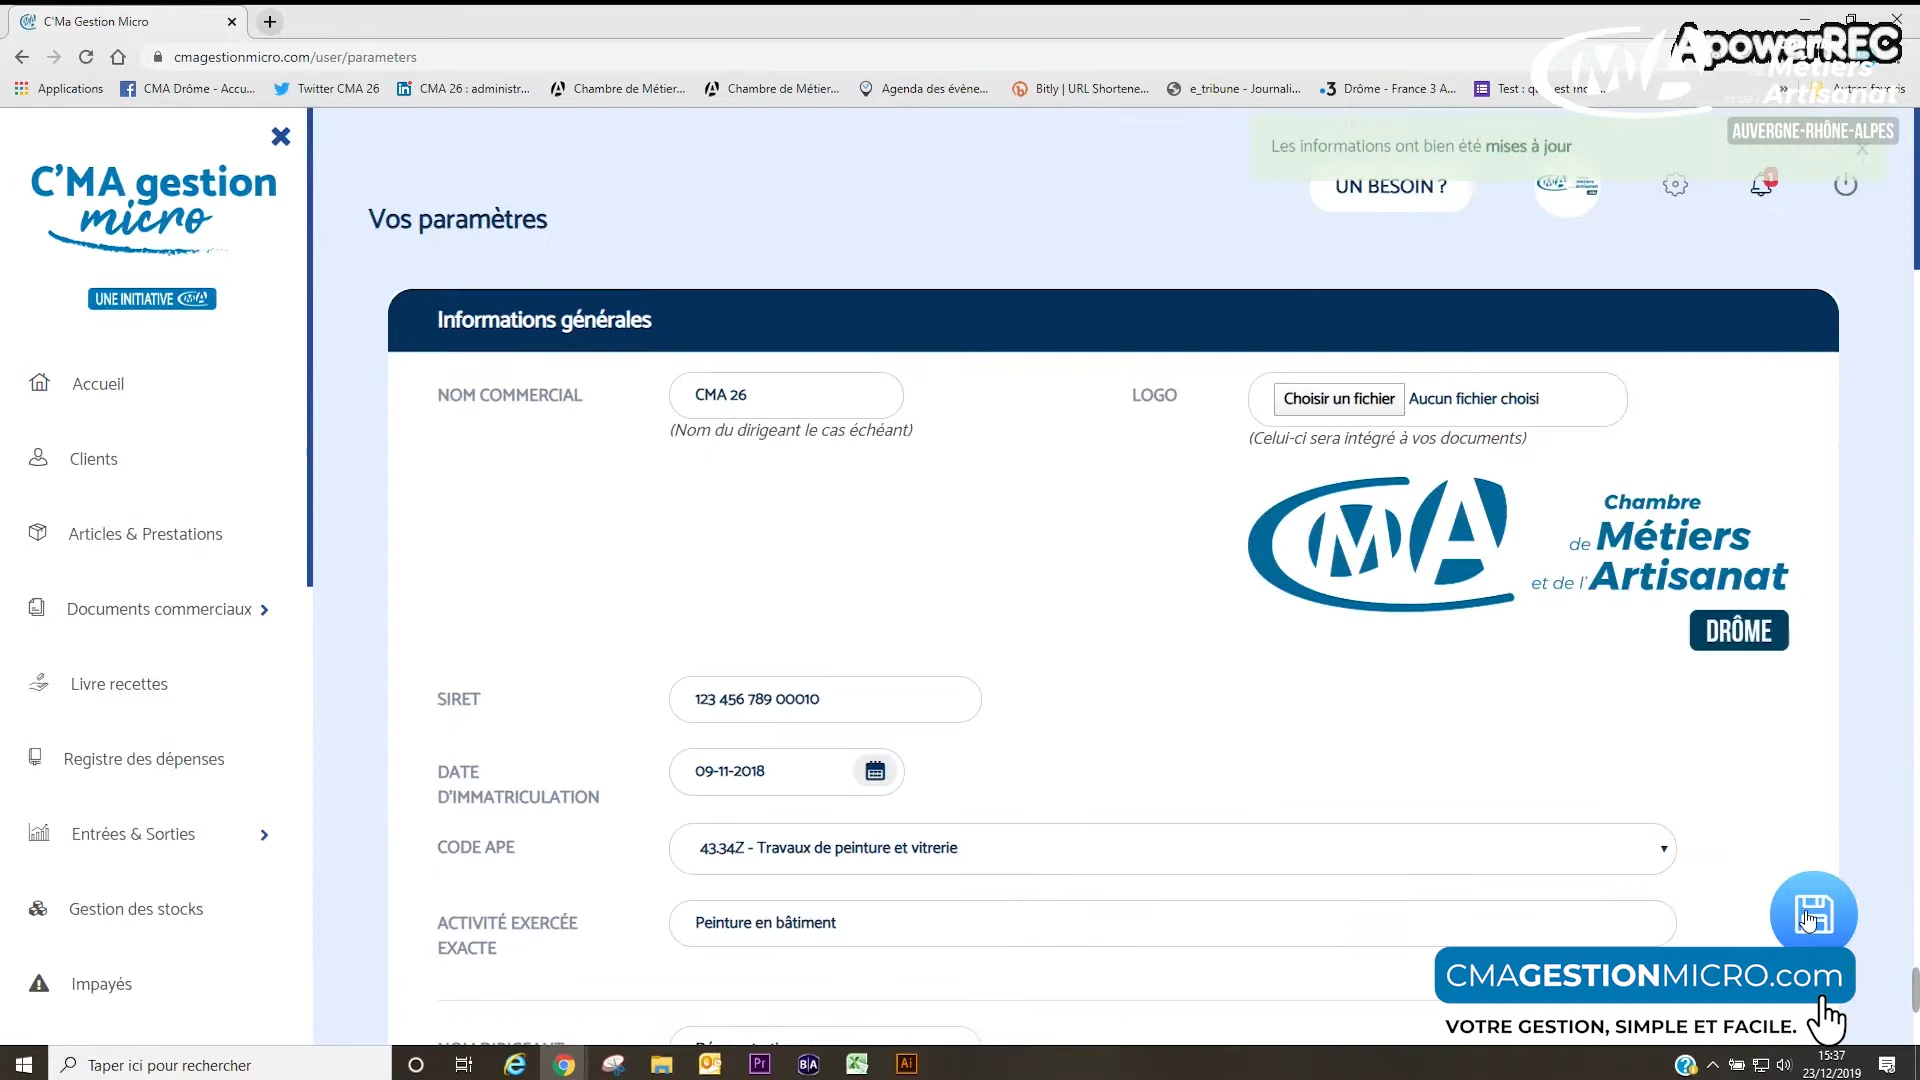 C'Ma Gestion Micro
cmagestionmicro.com/user/parameters
ApowerREC
Applications
CMA Drôme - Accu...
Twitter CMA 26
CMA 26 : administr...
Chambre de Métier...
Chambre de Métier...
Agenda des évène...
Bitly | URL Shortene...
e_tribune - Journali...
Drôme - France 3 A...
Métiers
Artisanat
AUVERGNE-RHÔNE-ALPES
Les informations ont bien été mises à jour
C'MA gestion
micro
UNE INITIATIVE CMA
UN BESOIN ?
1
Vos paramètres
Informations générales
Accueil
Clients
Articles & Prestations
Documents commerciaux
Livre recettes
Registre des dépenses
Entrées & Sorties
Gestion des stocks
Impayés
NOM COMMERCIAL
CMA 26
(Nom du dirigeant le cas échéant)
LOGO
Choisir un fichier
Aucun fichier choisi
(Celui-ci sera intégré à vos documents)
CMA
Chambre
de Métiers
et de l'Artisanat
DRÔME
SIRET
123 456 789 00010
DATE
D'IMMATRICULATION
09-11-2018
CODE APE
43.34Z - Travaux de peinture et vitrerie
ACTIVITÉ EXERCÉE
EXACTE
Peinture en bâtiment
CMAGESTIONMICRO.com
VOTRE GESTION, SIMPLE ET FACILE.
Taper ici pour rechercher
15:37
23/12/2019